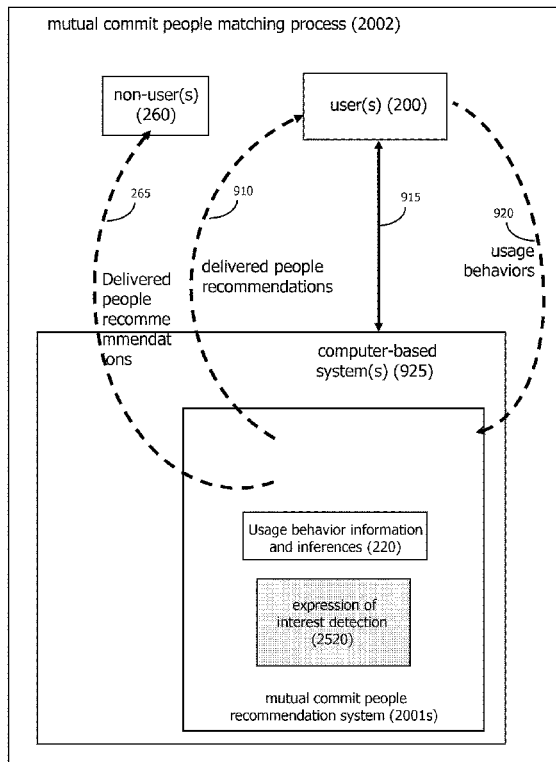 mutual commit people matching process (2002)
non-user(s)
(260)
user(s) (200)
265
910
915
920
usage
behaviors
Delivered
people
recomme
mmendat
ions
delivered people
recommendations
computer-based
system(s) (925)
Usage behavior information
and inferences (220)
expression of
interest detection
(2520)
mutual commit people
recommendation system (2001s)